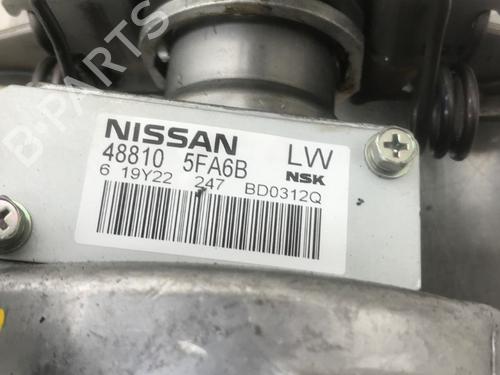 B-PARTS
NISSAN
48810 5FA6B LW
NSK
6 19Y22 247 BD0312Q